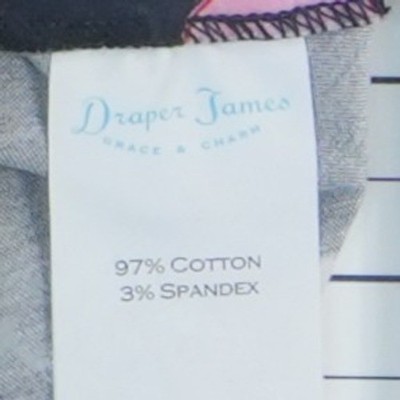 Draper James
GRACE & CHARM
97% COTTON
3% SPANDEX